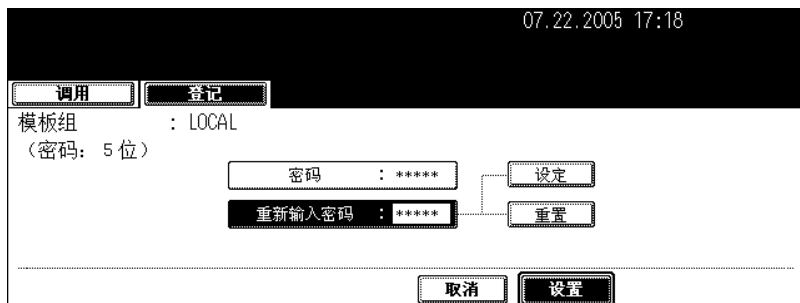 07.22.2005 17:18
调用 登记
模板组 : LOCAL
（密码: 5位）
密码 : ***** 设定
重新输入密码 : ***** 重置
取消 设置